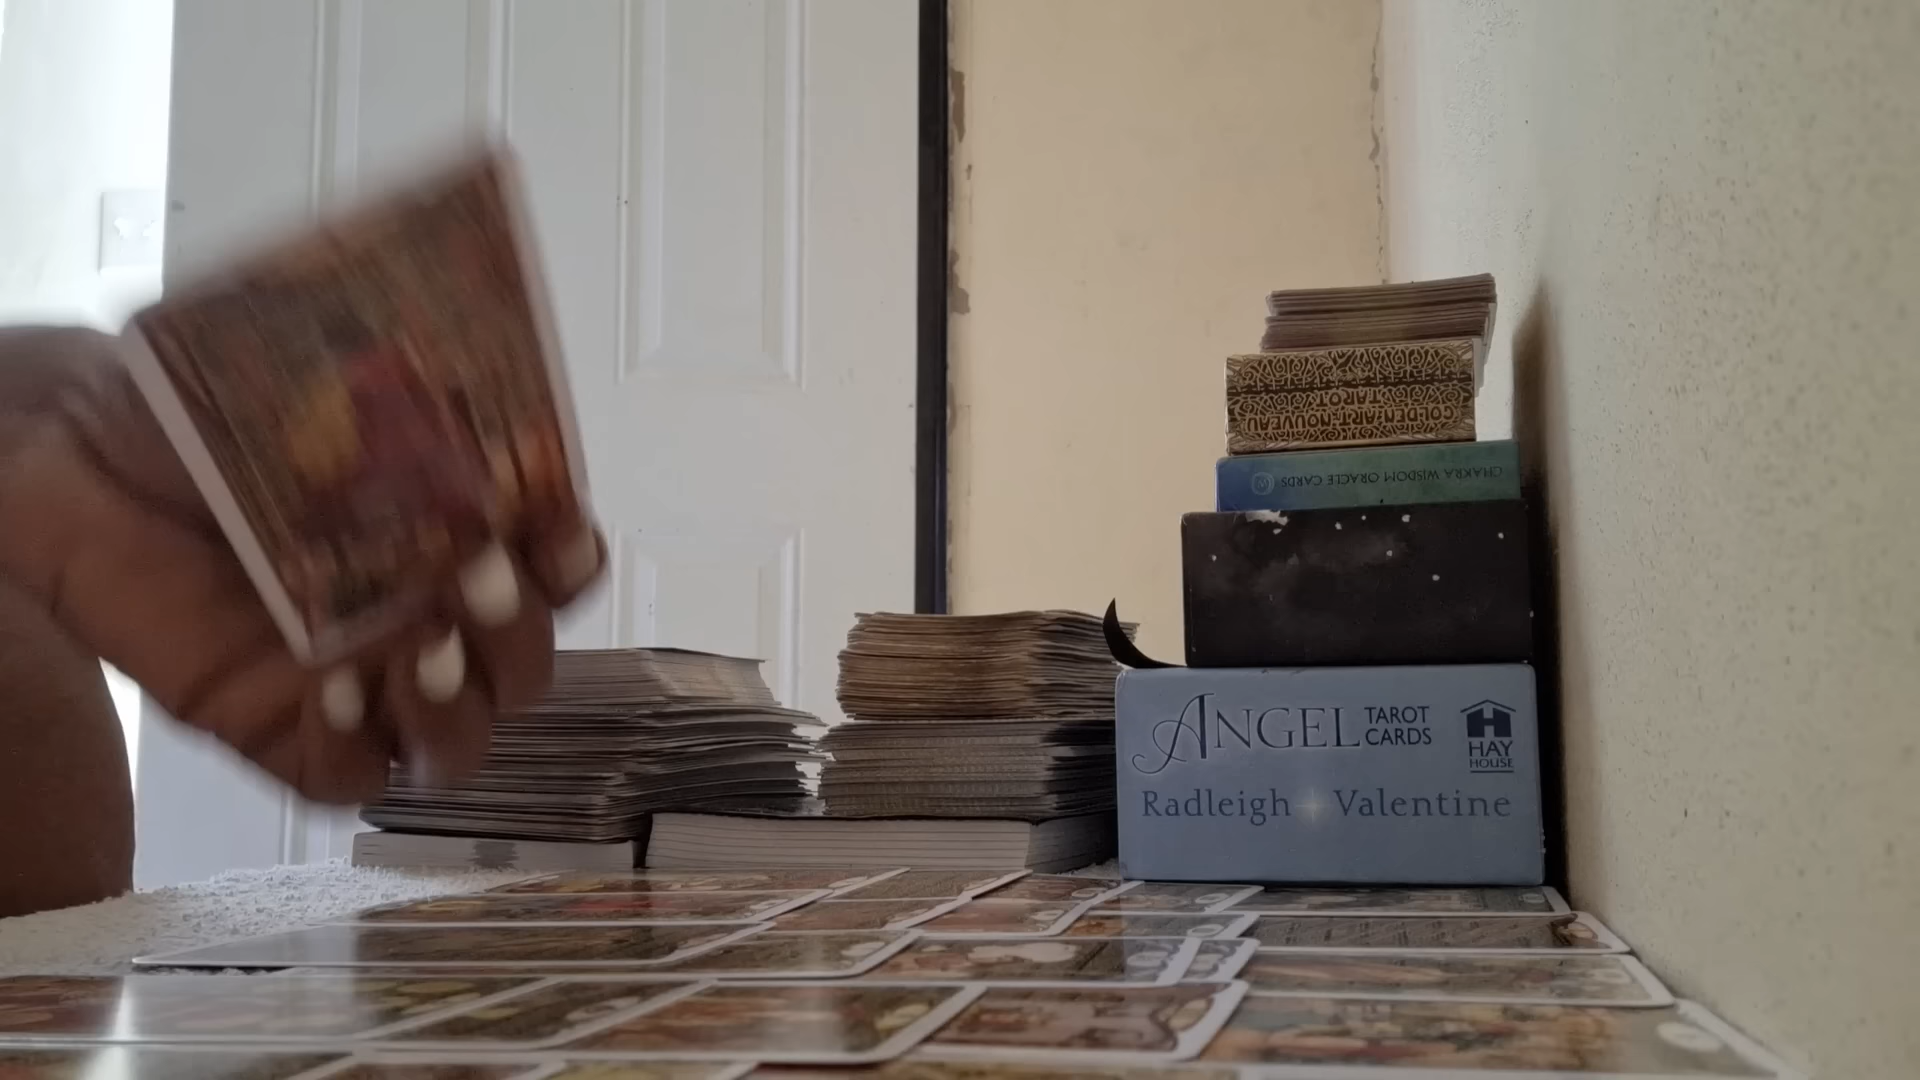 GOLDEN ART NOUVEAU
TAROT
CHAKRA WISDOM ORACLE CARDS
ANGEL TAROT
CARDS
HAY
HOUSE
Radleigh Valentine